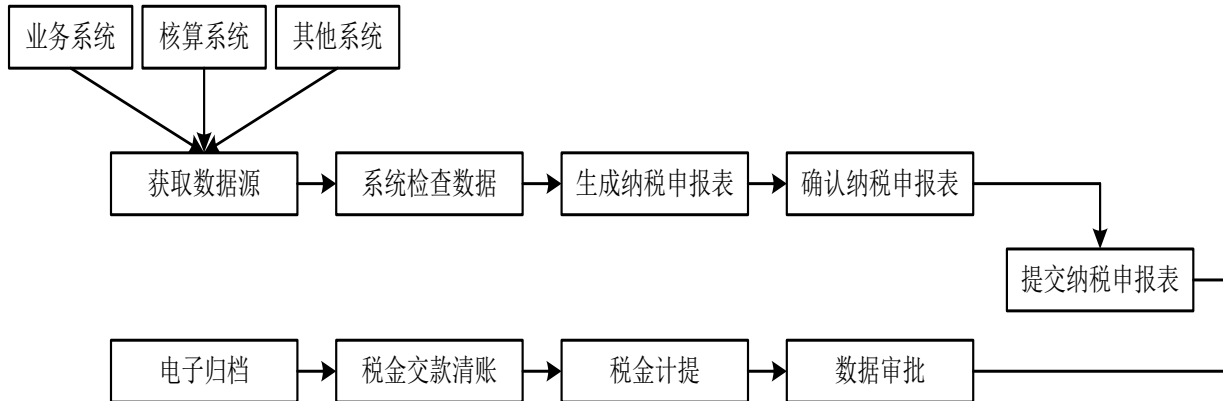 业务系统
核算系统
其他系统
获取数据源
系统检查数据
生成纳税申报表
确认纳税申报表
提交纳税申报表
电子归档
税金交款清账
税金计提
数据审批